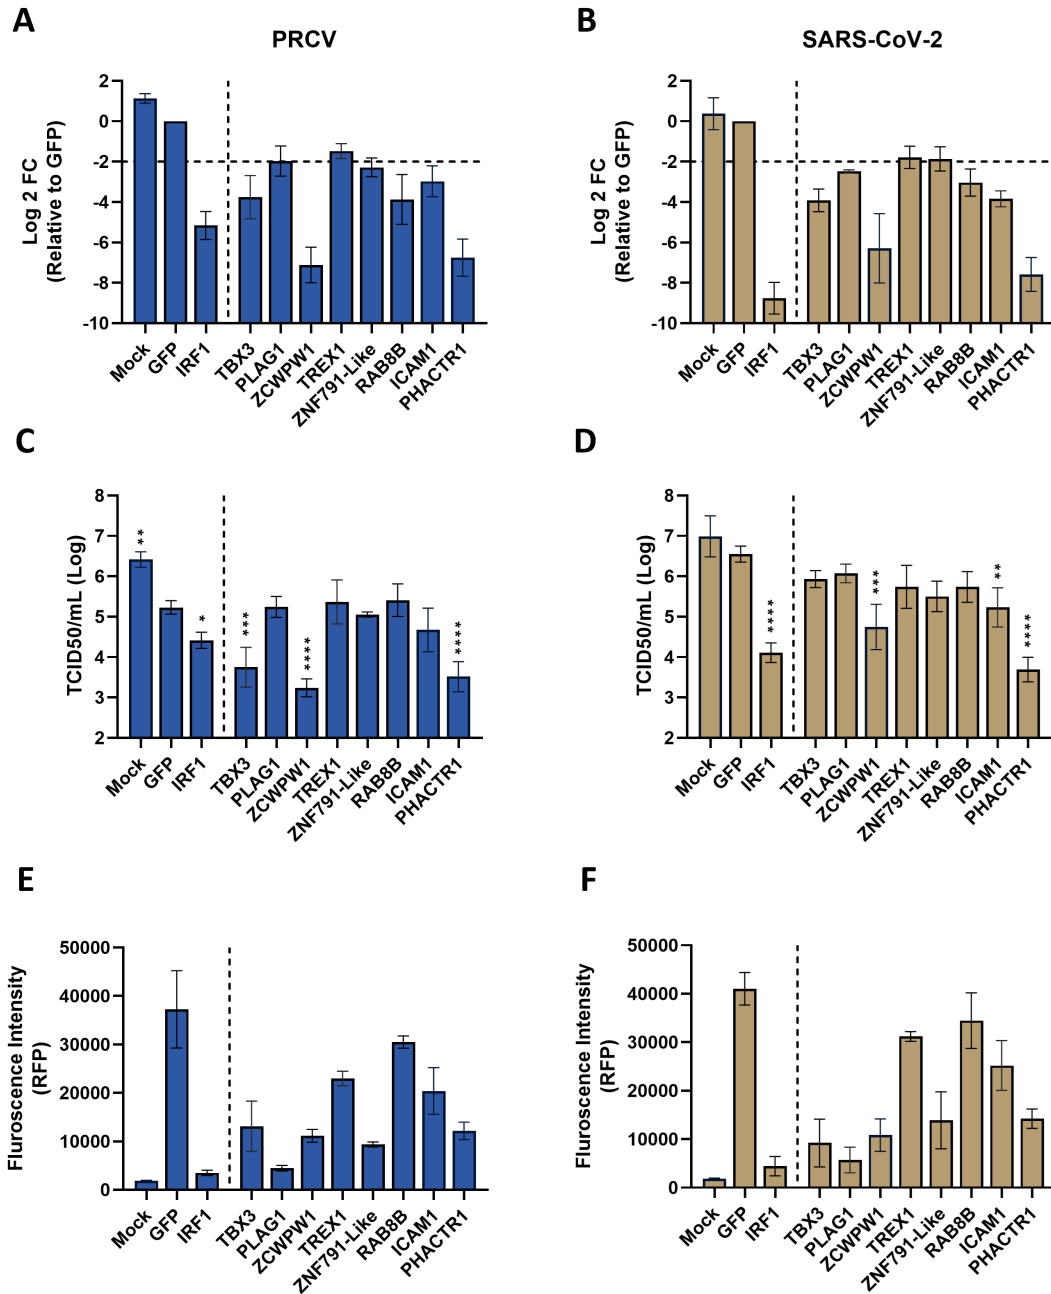 A
PRCV
Log 2 FC
(Relative to GFP)
2
0
-2
-4
-6
-8
-10
Mock
GFP
IRF1
TBX3
PLAG1
ZCWPW1
TREX1
ZNF791-Like
RAB8B
ICAM1
PHACTR1
B
SARS-CoV-2
Log 2 FC
(Relative to GFP)
2
0
-2
-4
-6
-8
-10
Mock
GFP
IRF1
TBX3
PLAG1
ZCWPW1
TREX1
ZNF791-Like
RAB8B
ICAM1
PHACTR1
C
TCID50/mL (Log)
8
7
6
5
4
3
2
**
*
***
****
****
Mock
GFP
IRF1
TBX3
PLAG1
ZCWPW1
TREX1
ZNF791-Like
RAB8B
ICAM1
PHACTR1
D
TCID50/mL (Log)
8
7
6
5
4
3
2
****
***
**
****
Mock
GFP
IRF1
TBX3
PLAG1
ZCWPW1
TREX1
ZNF791-Like
RAB8B
ICAM1
PHACTR1
E
Fluroscence Intensity
(RFP)
50000
40000
30000
20000
10000
0
Mock
GFP
IRF1
TBX3
PLAG1
ZCWPW1
TREX1
ZNF791-Like
RAB8B
ICAM1
PHACTR1
F
Fluroscence Intensity
(RFP)
50000
40000
30000
20000
10000
0
Mock
GFP
IRF1
TBX3
PLAG1
ZCWPW1
TREX1
ZNF791-Like
RAB8B
ICAM1
PHACTR1